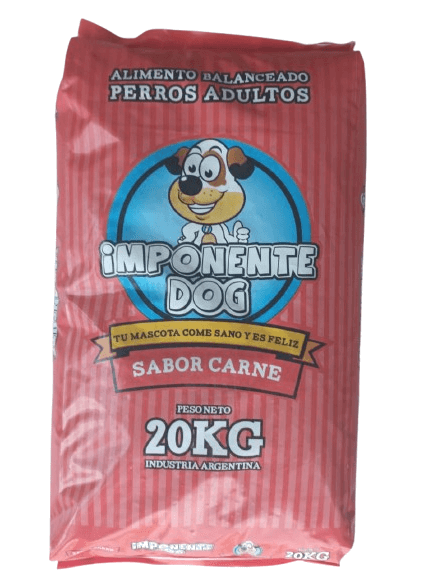 ALIMENTO BALANCEADO
PERROS ADULTOS
iMPONENTE
DOG
TU MASCOTA COME SANO Y ES FELIZ
SABOR CARNE
PESO NETO
20KG
INDUSTRIA ARGENTINA
iMPONENTE
20KG